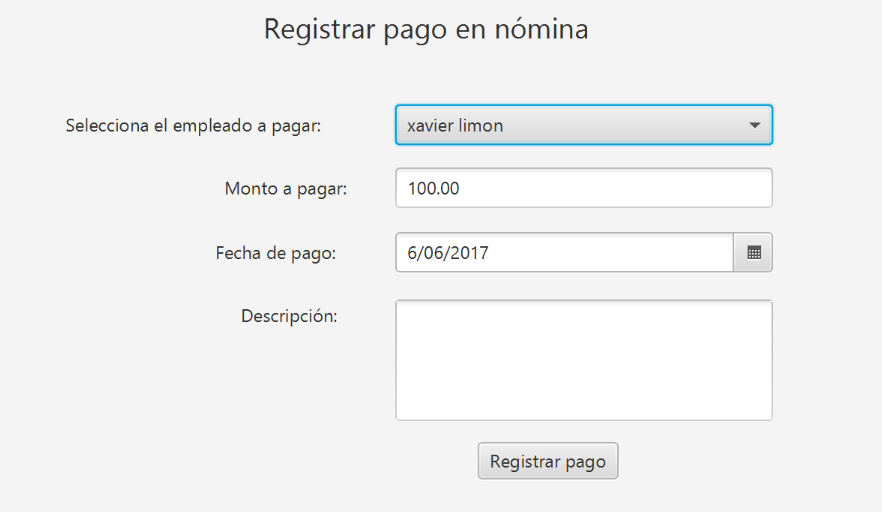 Registrar pago en nómina
Selecciona el empleado a pagar: xavier limon
Monto a pagar: 100.00
Fecha de pago: 6/06/2017
Descripción:
Registrar pago